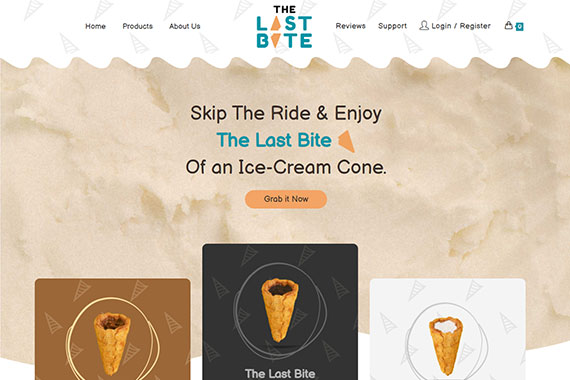 Home
Products
About Us
THE
LAST
BITE
Reviews
Support
Login / Register
0
Skip The Ride & Enjoy
The Last Bite
Of an Ice-Cream Cone.
Grab it Now
The Last Bite